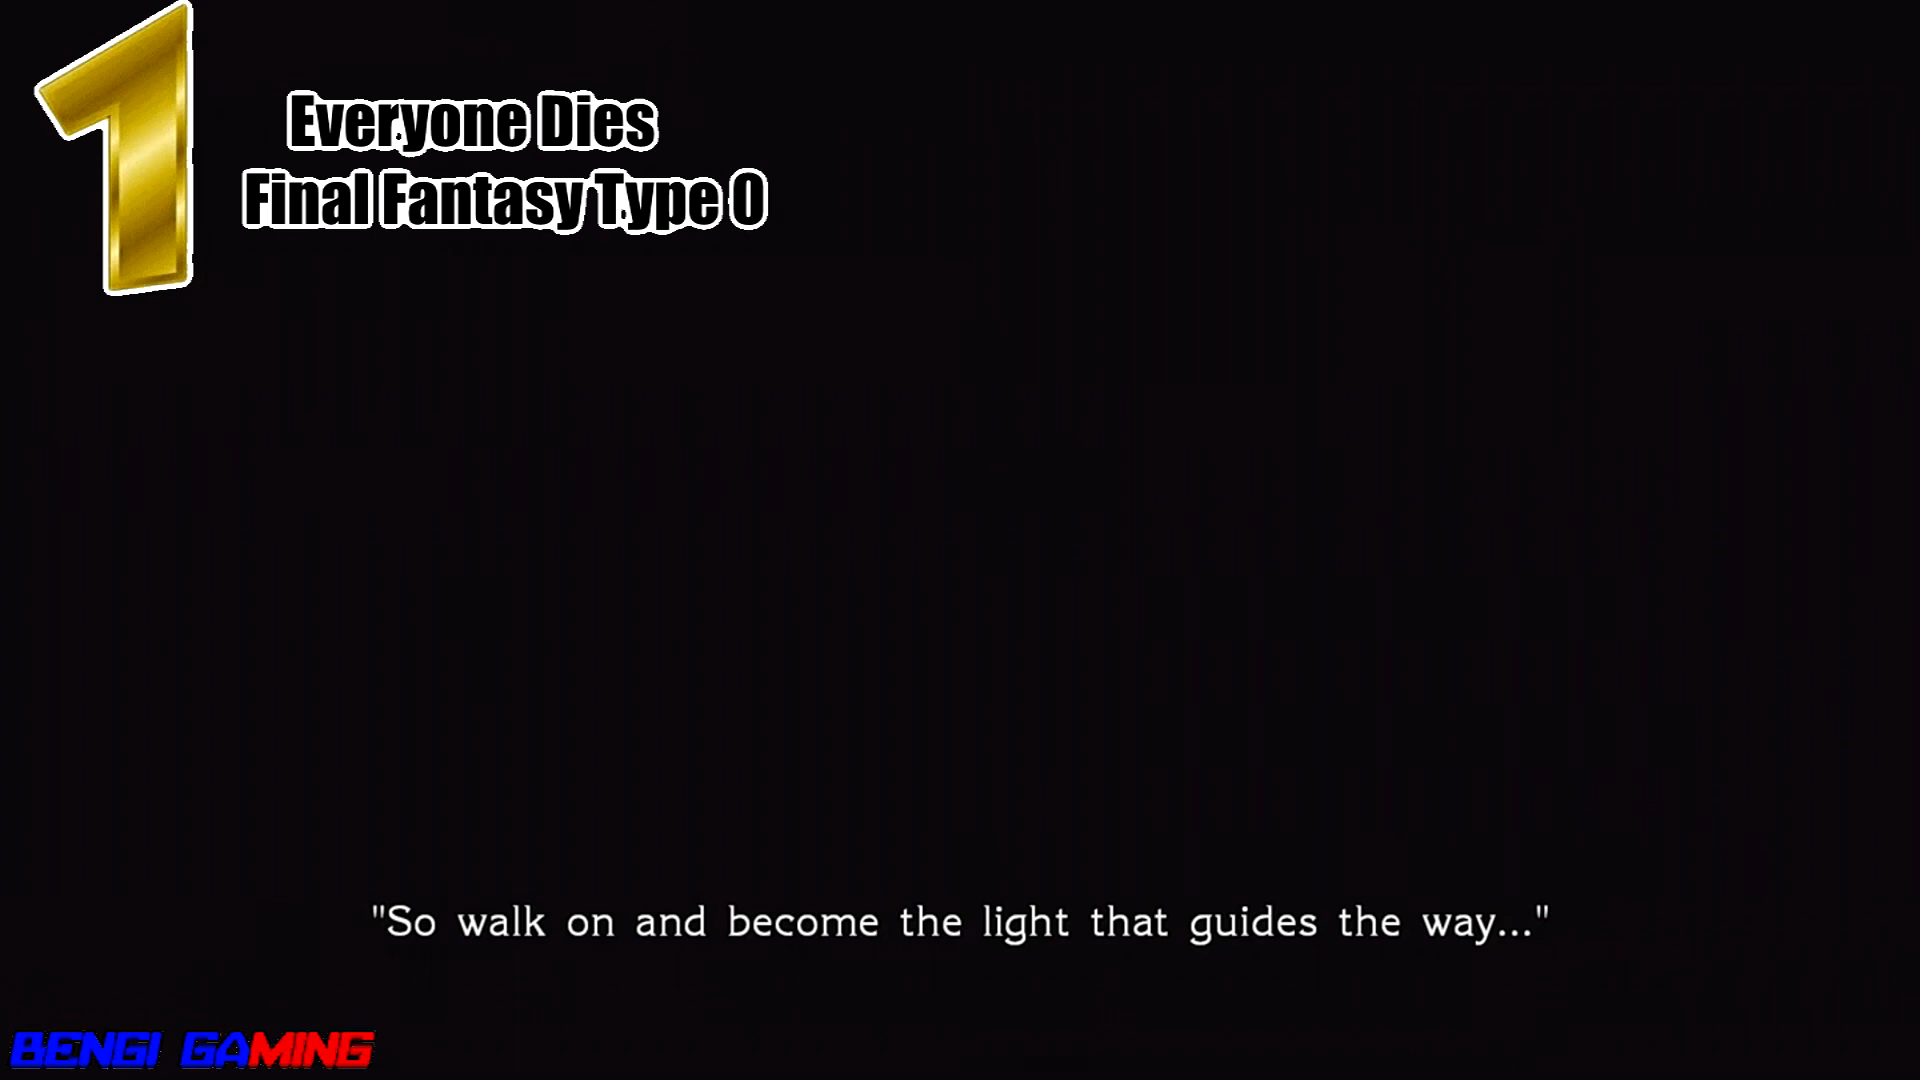 1
Everyone Dies
Final Fantasy Type 0
"So walk on and become the light that guides the way..."
BENGI GAMING